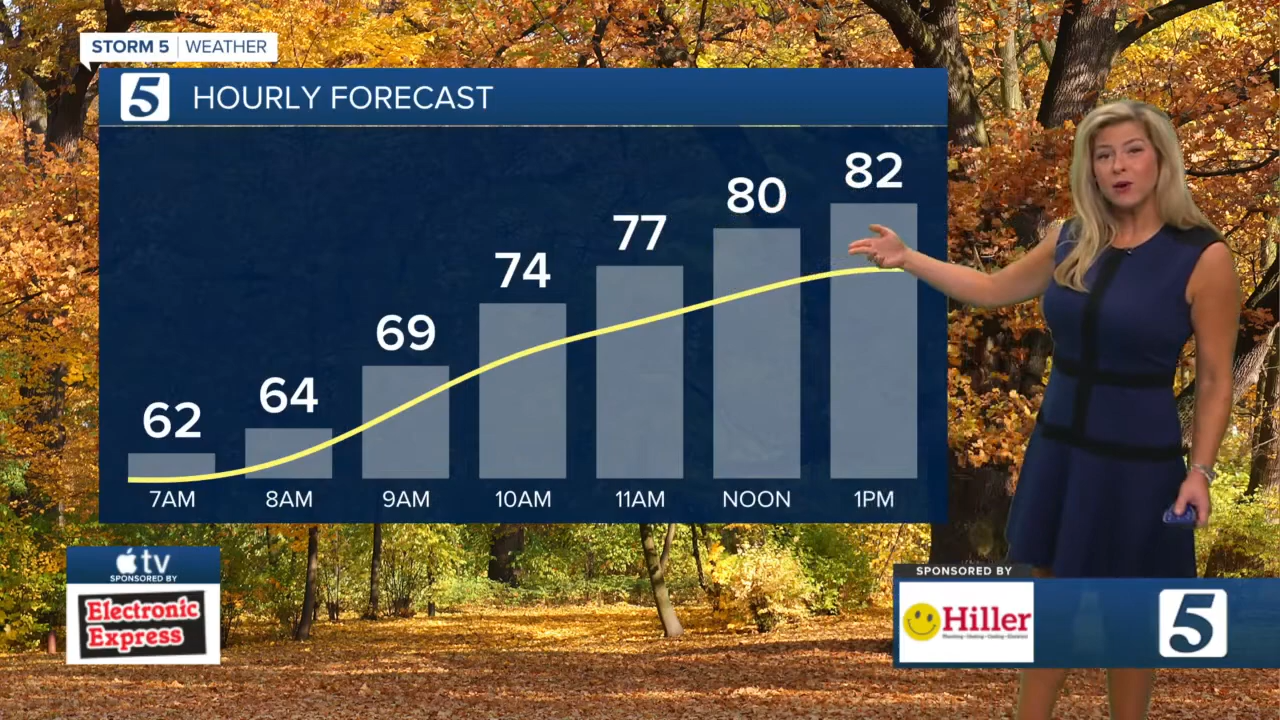 STORM 5 WEATHER
5 HOURLY FORECAST
62 64 69 74 77 80 82
7AM 8AM 9AM 10AM 11AM NOON 1PM
tv
SPONSORED BY
Electronic
Express
SPONSORED BY
Hiller
5